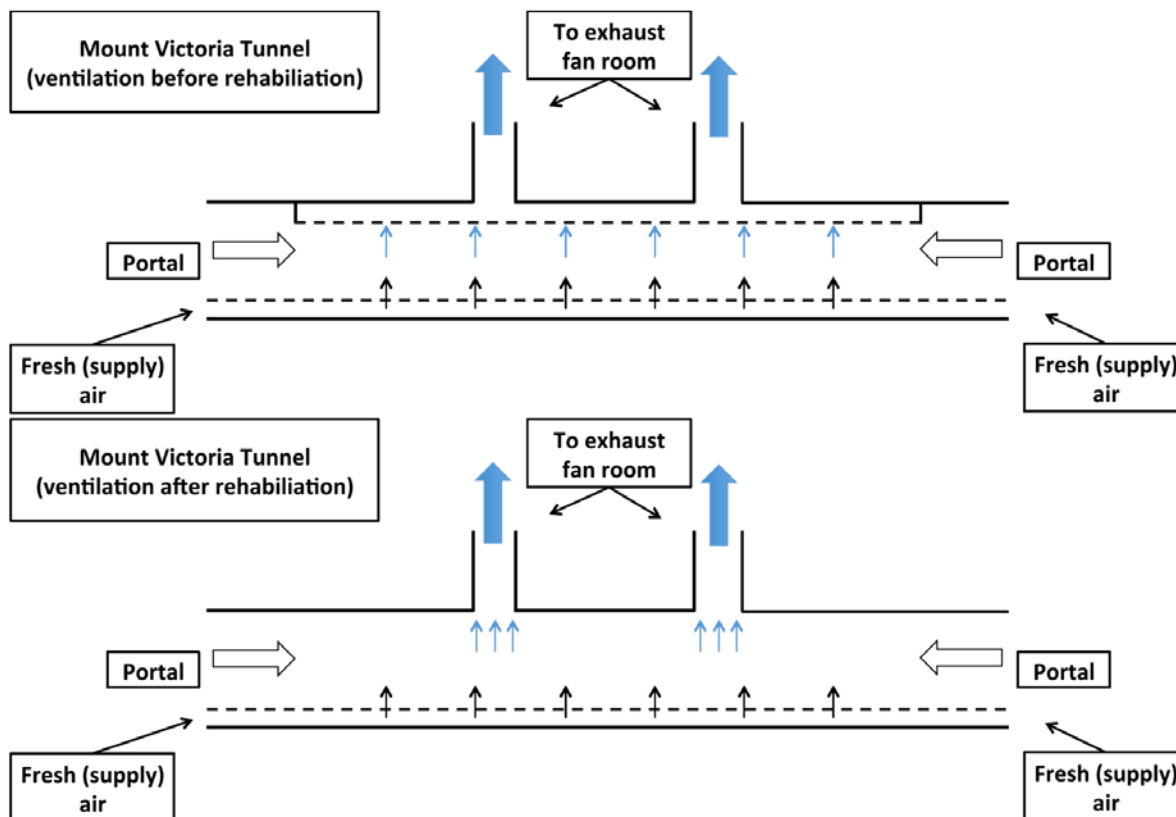 Mount Victoria Tunnel
(ventilation before rehabiliation)
To exhaust
fan room
Portal
Portal
Fresh (supply)
air
Fresh (supply)
air
Mount Victoria Tunnel
(ventilation after rehabiliation)
To exhaust
fan room
Portal
Portal
Fresh (supply)
air
Fresh (supply)
air